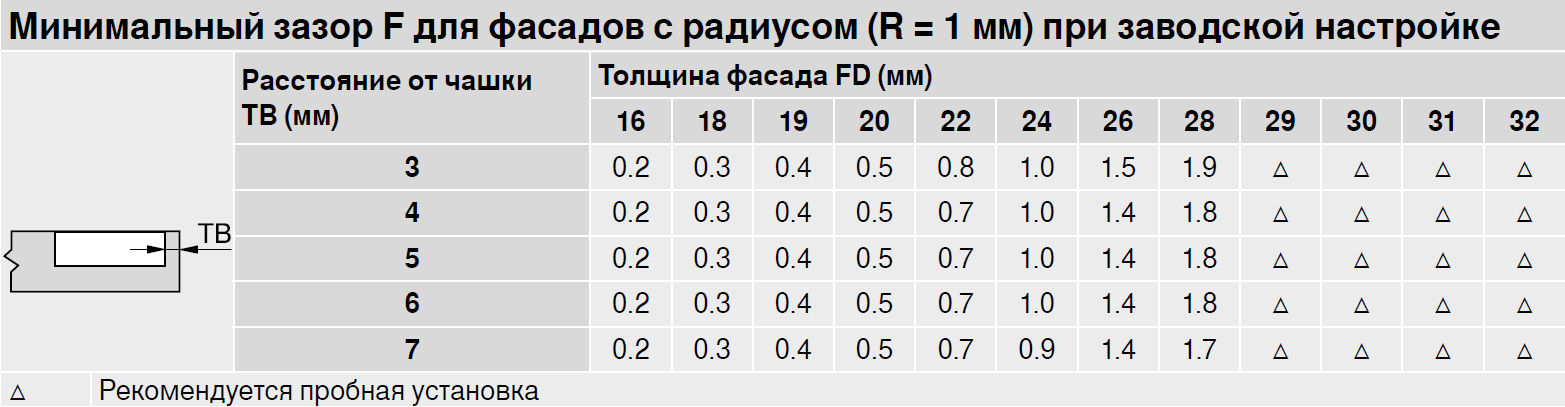 Минимальный зазор F для фасадов с радиусом (R = 1 мм) при заводской настройке
Расстояние от чашки Толщина фасада FD (мм)
TB (мм)
16 18 19 20 22 24 26 28 29 30 31 32
3 0.2 0.3 0.4 0.5 0.8 1.0 1.5 1.9 △ △ △ △
4 0.2 0.3 0.4 0.5 0.7 1.0 1.4 1.8 △ △ △ △
TB
5 0.2 0.3 0.4 0.5 0.7 1.0 1.4 1.8 △ △ △ △
6 0.2 0.3 0.4 0.5 0.7 1.0 1.4 1.8 △ △ △ △
7 0.2 0.3 0.4 0.5 0.7 0.9 1.4 1.7 △ △ △ △
△ Рекомендуется пробная установка